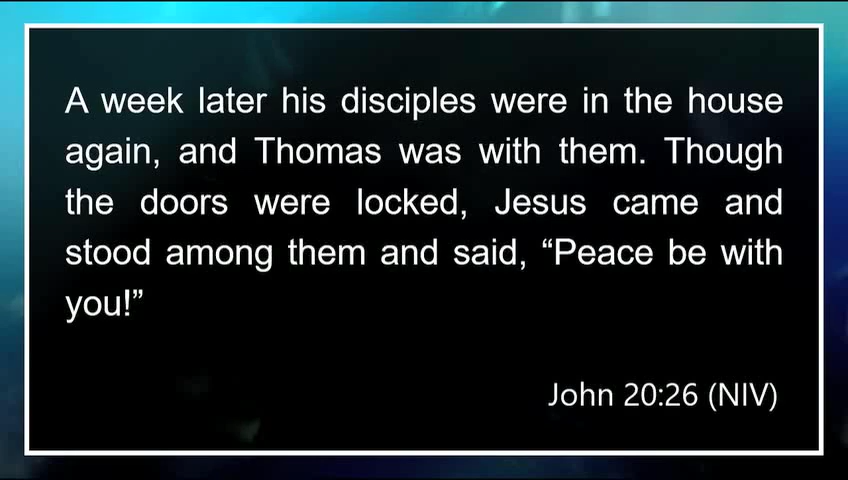 A week later his disciples were in the house
again, and Thomas was with them. Though
the doors were locked, Jesus came and
stood among them and said, “Peace be with
you!”
John 20:26 (NIV)